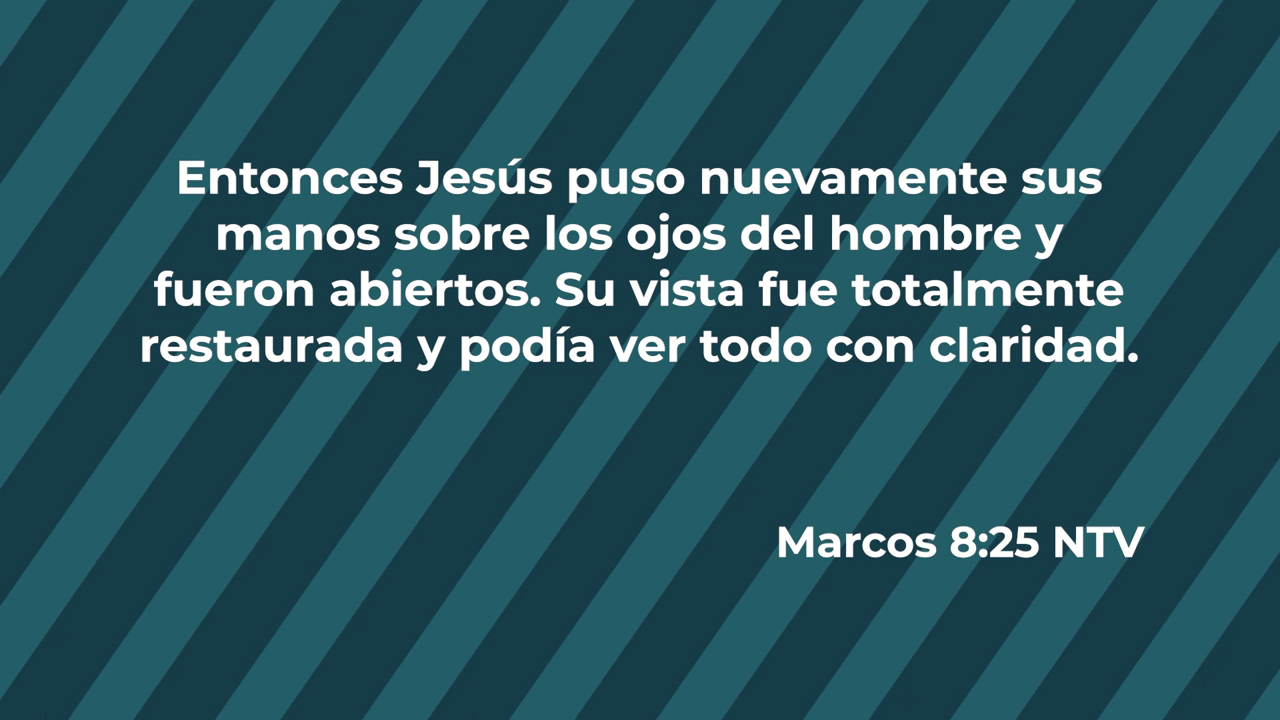 Entonces Jesús puso nuevamente sus
manos sobre los ojos del hombre y
fueron abiertos. Su vista fue totalmente
restaurada y podía ver todo con claridad.
Marcos 8:25 NTV